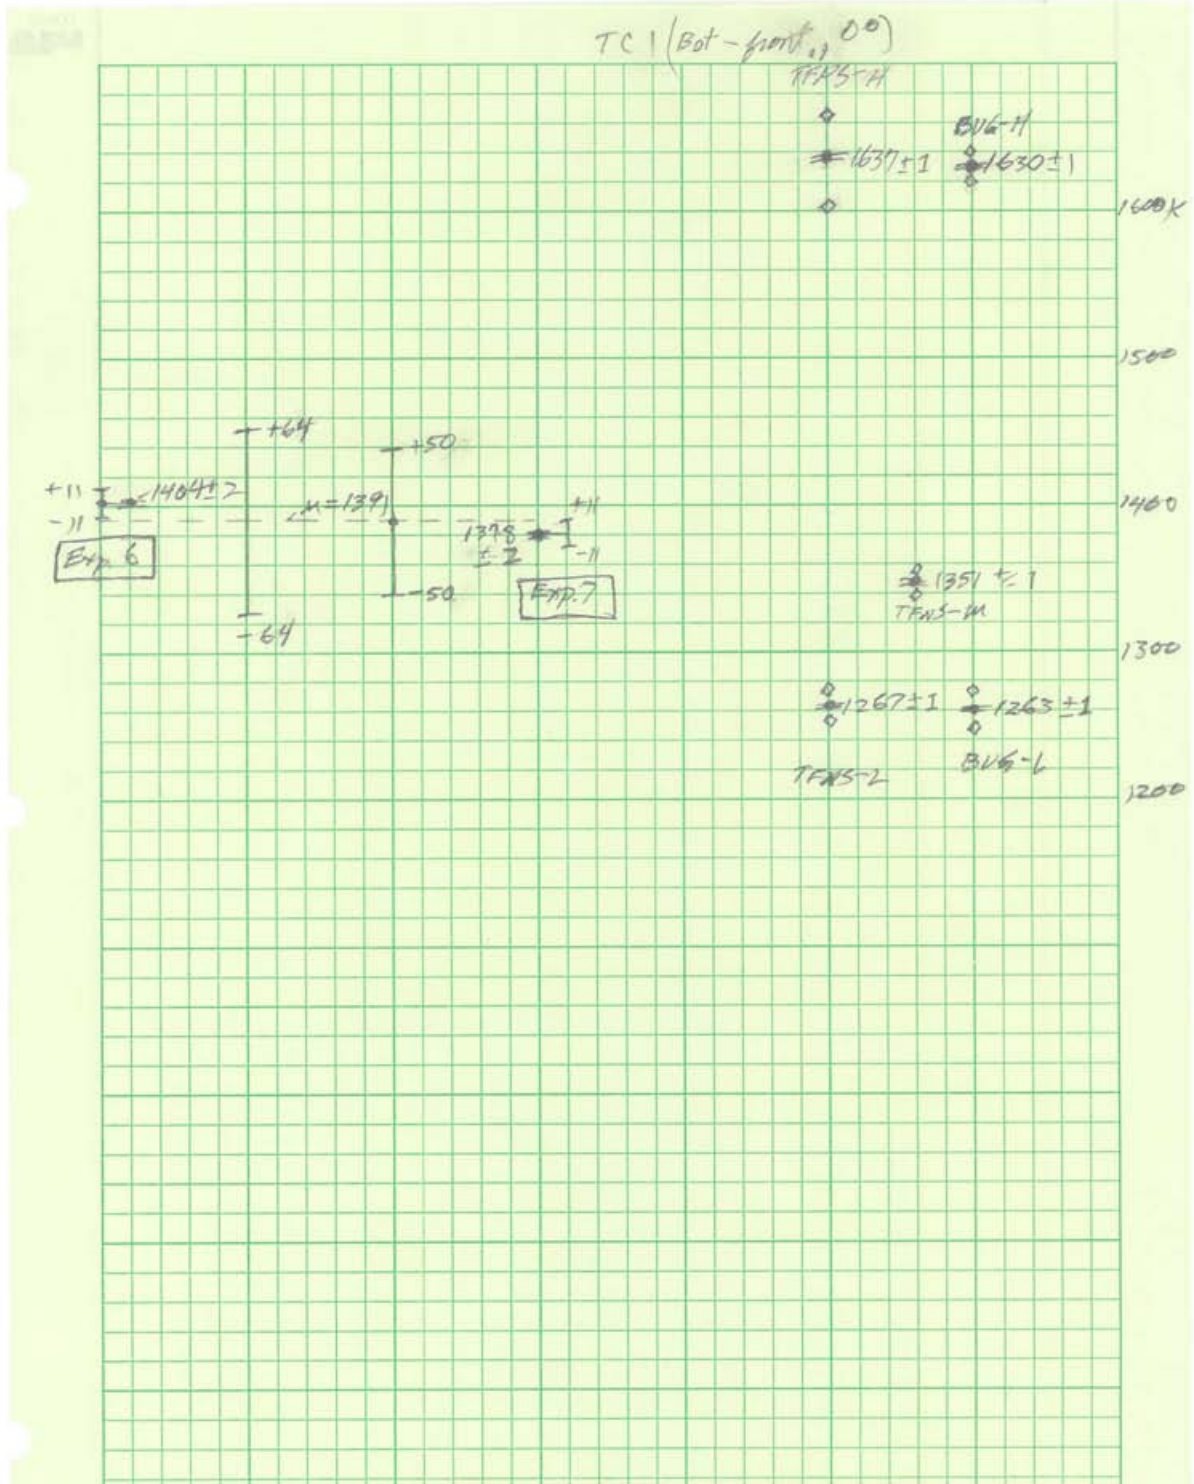 TC 1 (Bot-front, 0°)
TFNS-H
BUG-H
1637±1
1630±1
1600K
1500
+64
+50
+11
1404±2
μ=1391
-11
1400
+11
1378
±2
-11
Exp. 6
Exp. 7
-50
1351 ± 1
TFNS-M
-64
1300
1267±1
1263 ±1
TFNS-L
BUG-L
1200